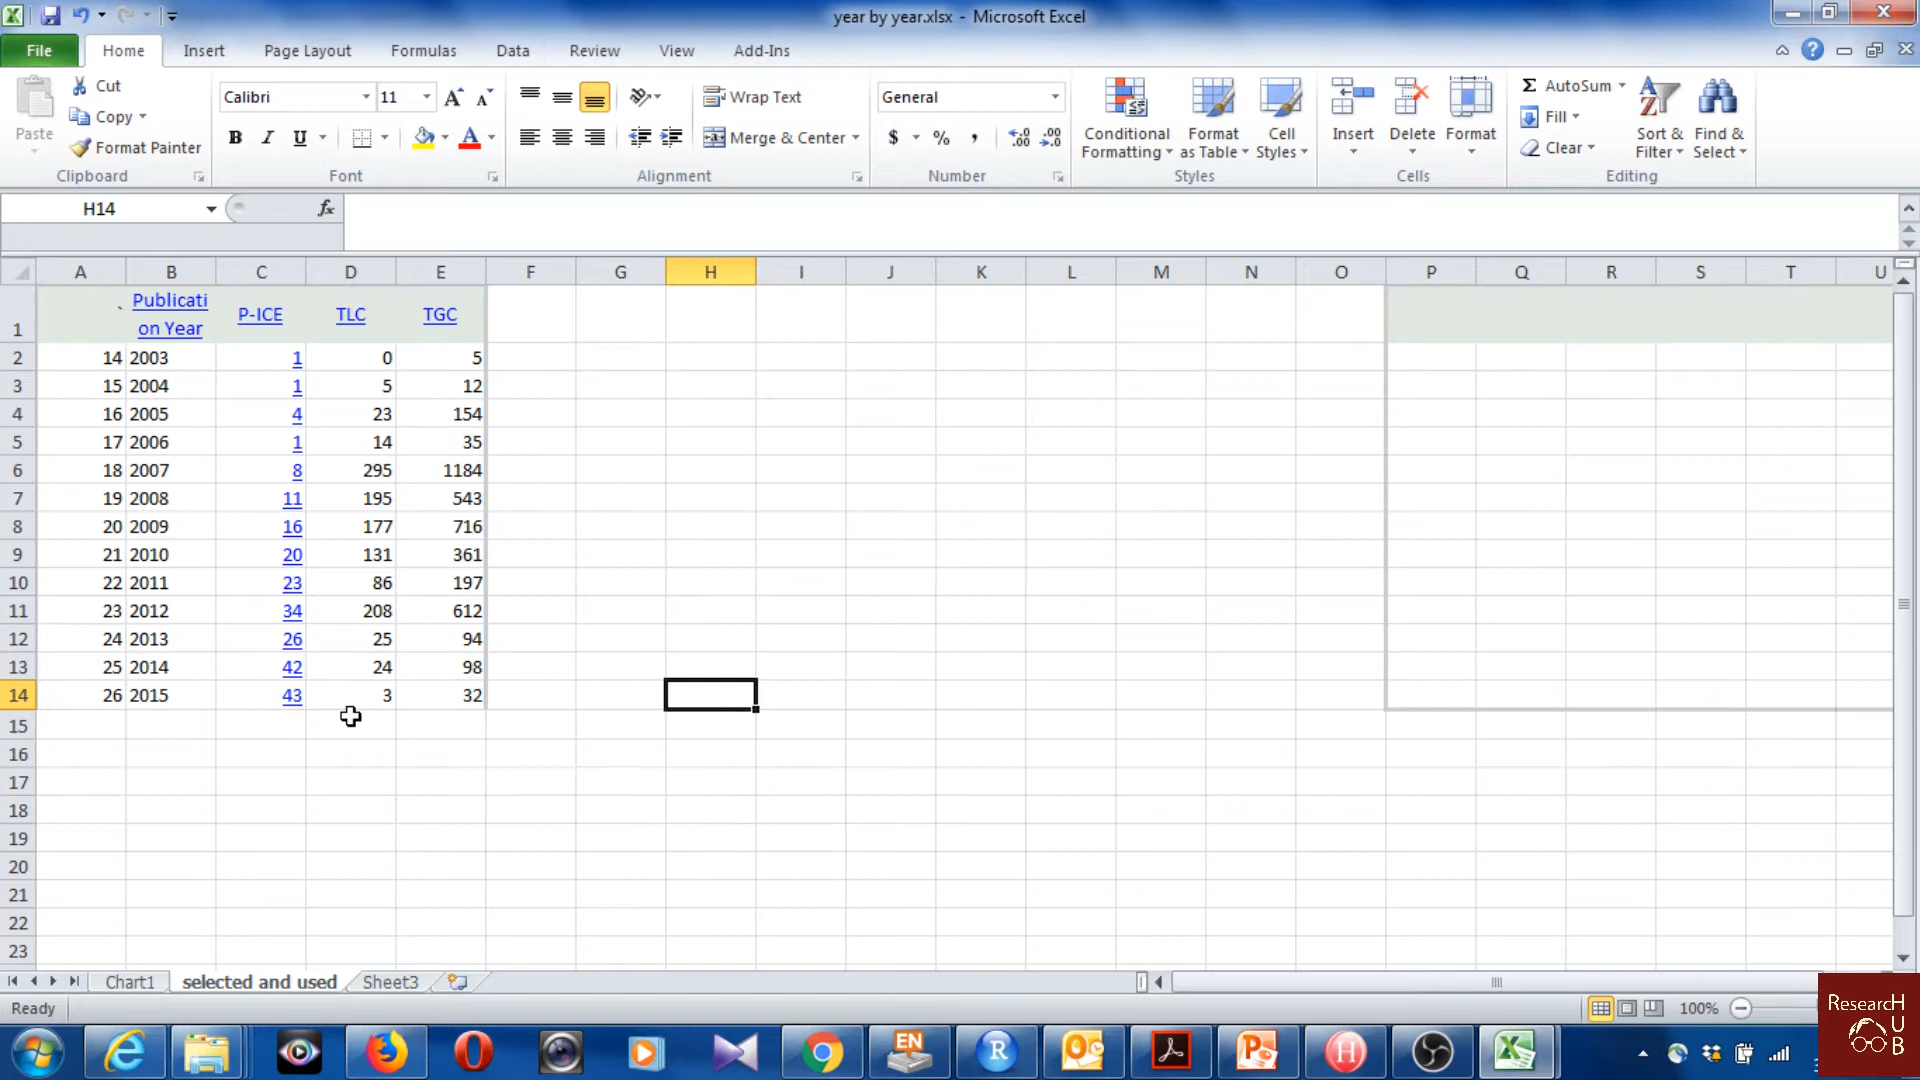 year by year.xlsx - Microsoft Excel
File Home Insert Page Layout Formulas Data Review View Add-Ins
Paste
Cut
Copy
Format Painter
Clipboard
Calibri 11
B I U
Font
Wrap Text
Merge & Center
Alignment
General
$ % ,
Number
Conditional Formatting
Format as Table
Cell Styles
Styles
Insert Delete Format
Cells
AutoSum
Fill
Clear
Sort & Filter
Find & Select
Editing
H14 fx
A B C D E F G H I J K L M N O P Q R S T U
1 ` Publicati on Year P-ICE TLC TGC
2 14 2003 1 0 5
3 15 2004 1 5 12
4 16 2005 4 23 154
5 17 2006 1 14 35
6 18 2007 8 295 1184
7 19 2008 11 195 543
8 20 2009 16 177 716
9 21 2010 20 131 361
10 22 2011 23 86 197
11 23 2012 34 208 612
12 24 2013 26 25 94
13 25 2014 42 24 98
14 26 2015 43 3 32
15
16
17
18
19
20
21
22
23
Chart1 selected and used Sheet3
Ready 100%
EN R H
ResearcH
U
B